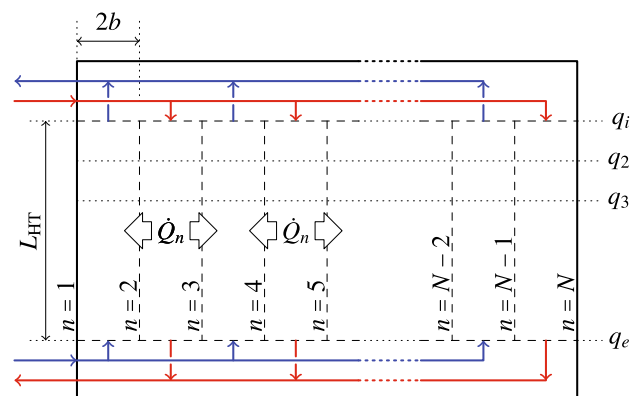 2b
q_i
q_2
q_3
L_HT
Q̇_n
Q̇_n
n = 1
n = 2
n = 3
n = 4
n = 5
n = N − 2
n = N − 1
n = N
q_e